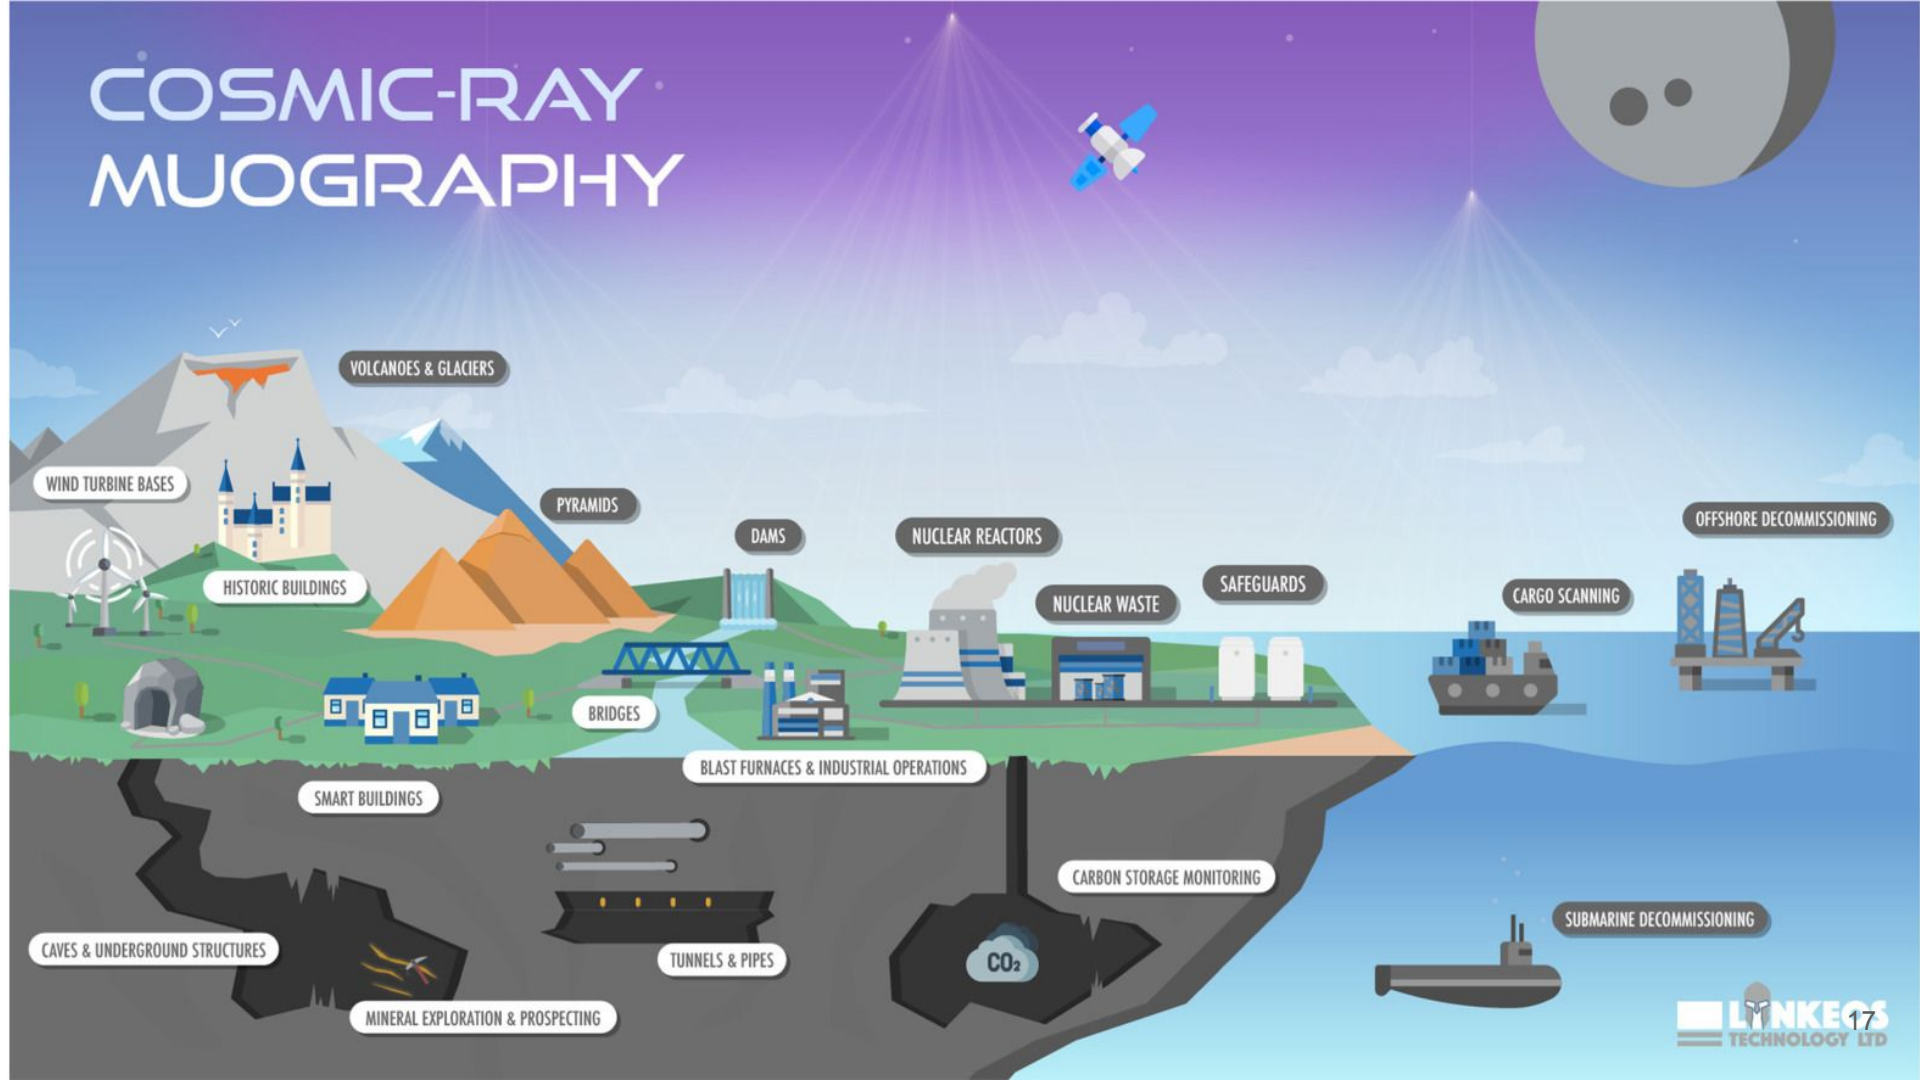 COSMIC-RAY
MUOGRAPHY
VOLCANOES & GLACIERS
WIND TURBINE BASES
PYRAMIDS
OFFSHORE DECOMMISSIONING
DAMS
NUCLEAR REACTORS
HISTORIC BUILDINGS
SAFEGUARDS
CARGO SCANNING
NUCLEAR WASTE
BRIDGES
BLAST FURNACES & INDUSTRIAL OPERATIONS
SMART BUILDINGS
CARBON STORAGE MONITORING
SUBMARINE DECOMMISSIONING
CAVES & UNDERGROUND STRUCTURES
TUNNELS & PIPES
CO₂
MINERAL EXPLORATION & PROSPECTING
LYNKEOS
17
TECHNOLOGY LTD